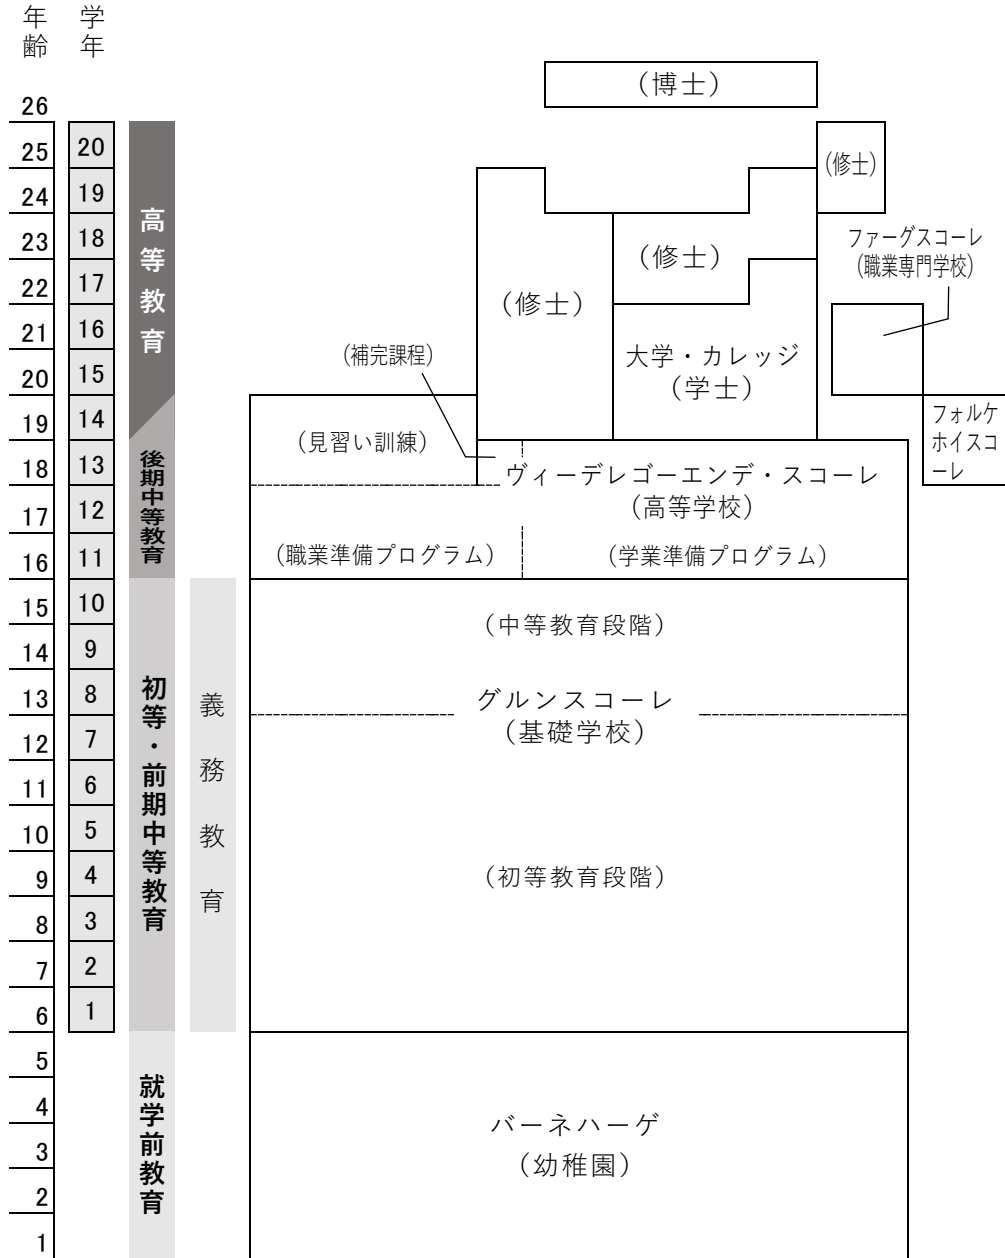 年齢
学年
26
25
24
23
22
21
20
19
18
17
16
15
14
13
12
11
10
9
8
7
6
5
4
3
2
1
20
19
18
17
16
15
14
13
12
11
10
9
8
7
6
5
4
3
2
1
高等教育
後期中等教育
初等・前期中等教育
就学前教育
義務教育
(博士)
(修士)
(修士)
(修士)
ファーグスコーレ
(職業専門学校)
大学・カレッジ
(学士)
(補完課程)
(見習い訓練)
フォルケ
ホイスコ
ーレ
ヴィーデレゴーエンデ・スコーレ
(高等学校)
(職業準備プログラム)
(学業準備プログラム)
(中等教育段階)
グルンスコーレ
(基礎学校)
(初等教育段階)
バーネハーゲ
(幼稚園)